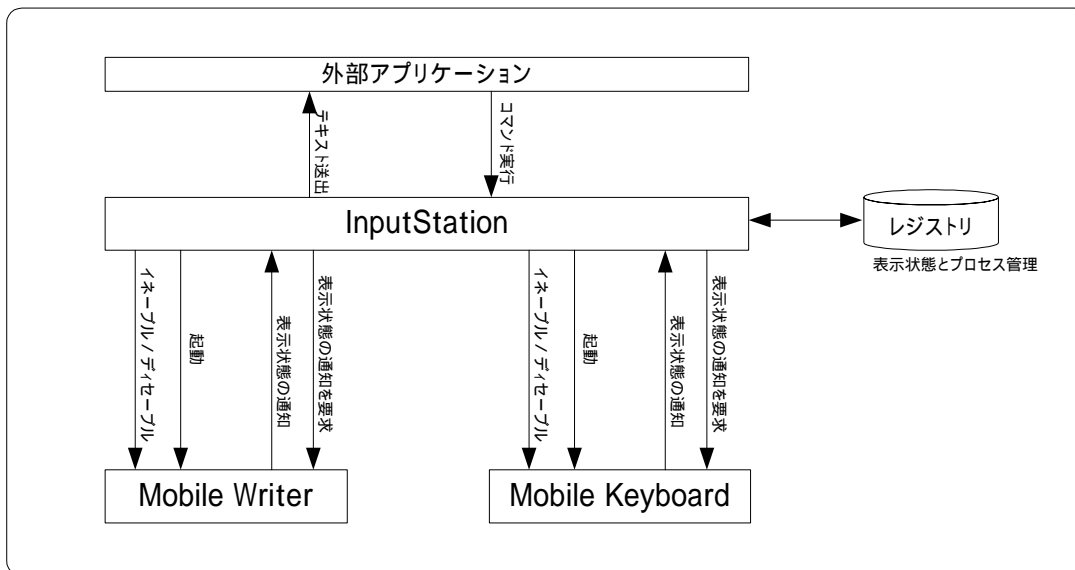 外部アプリケーション
テキスト送出
コマンド実行
InputStation
レジストリ
表示状態とプロセス管理
イネーブル / ディセーブル
起動
表示状態の通知
表示状態の通知を要求
イネーブル / ディセーブル
起動
表示状態の通知
表示状態の通知を要求
Mobile Writer
Mobile Keyboard